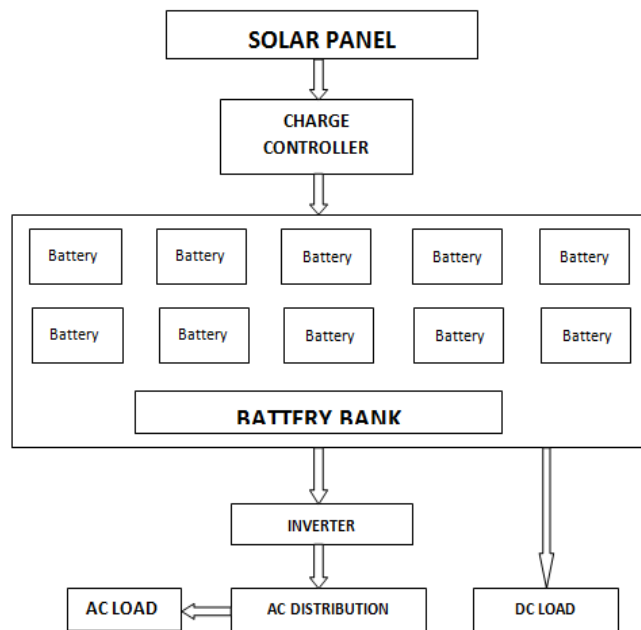 SOLAR PANEL
CHARGE
CONTROLLER
Battery Battery Battery Battery Battery
Battery Battery Battery Battery Battery
BATTERY BANK
INVERTER
AC LOAD AC DISTRIBUTION DC LOAD